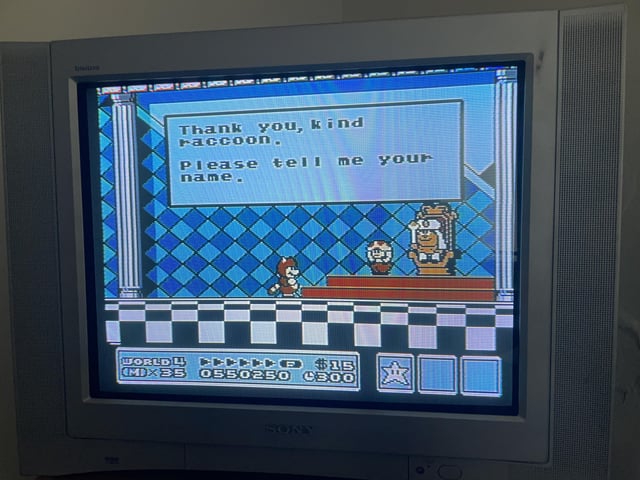 Thank you, kind
raccoon.
Please tell me your
name.
WORLD 4 P $15
(M)×35 0550250 300
SONY